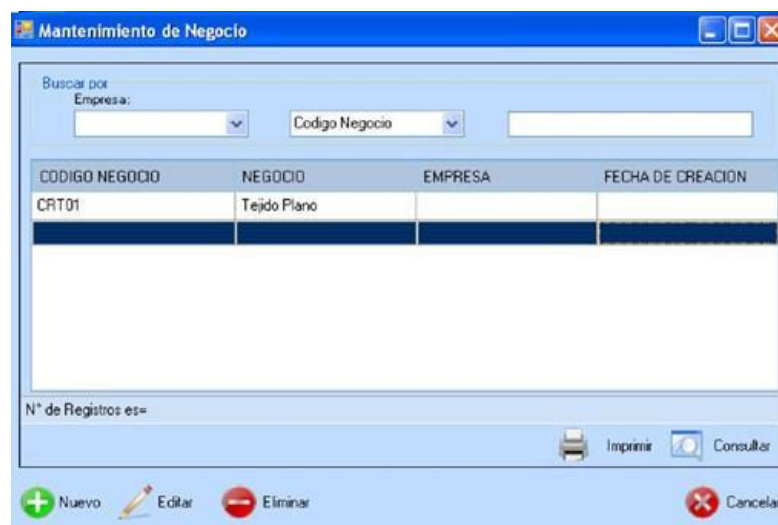 Mantenimiento de Negocio
Buscar por
Empresa:
Codigo Negocio
CODIGO NEGOCIO NEGOCIO EMPRESA FECHA DE CREACION
CRT01 Tejido Plano
N° de Registros es=
Imprimir Consultar
Nuevo Editar Eliminar Cancelar